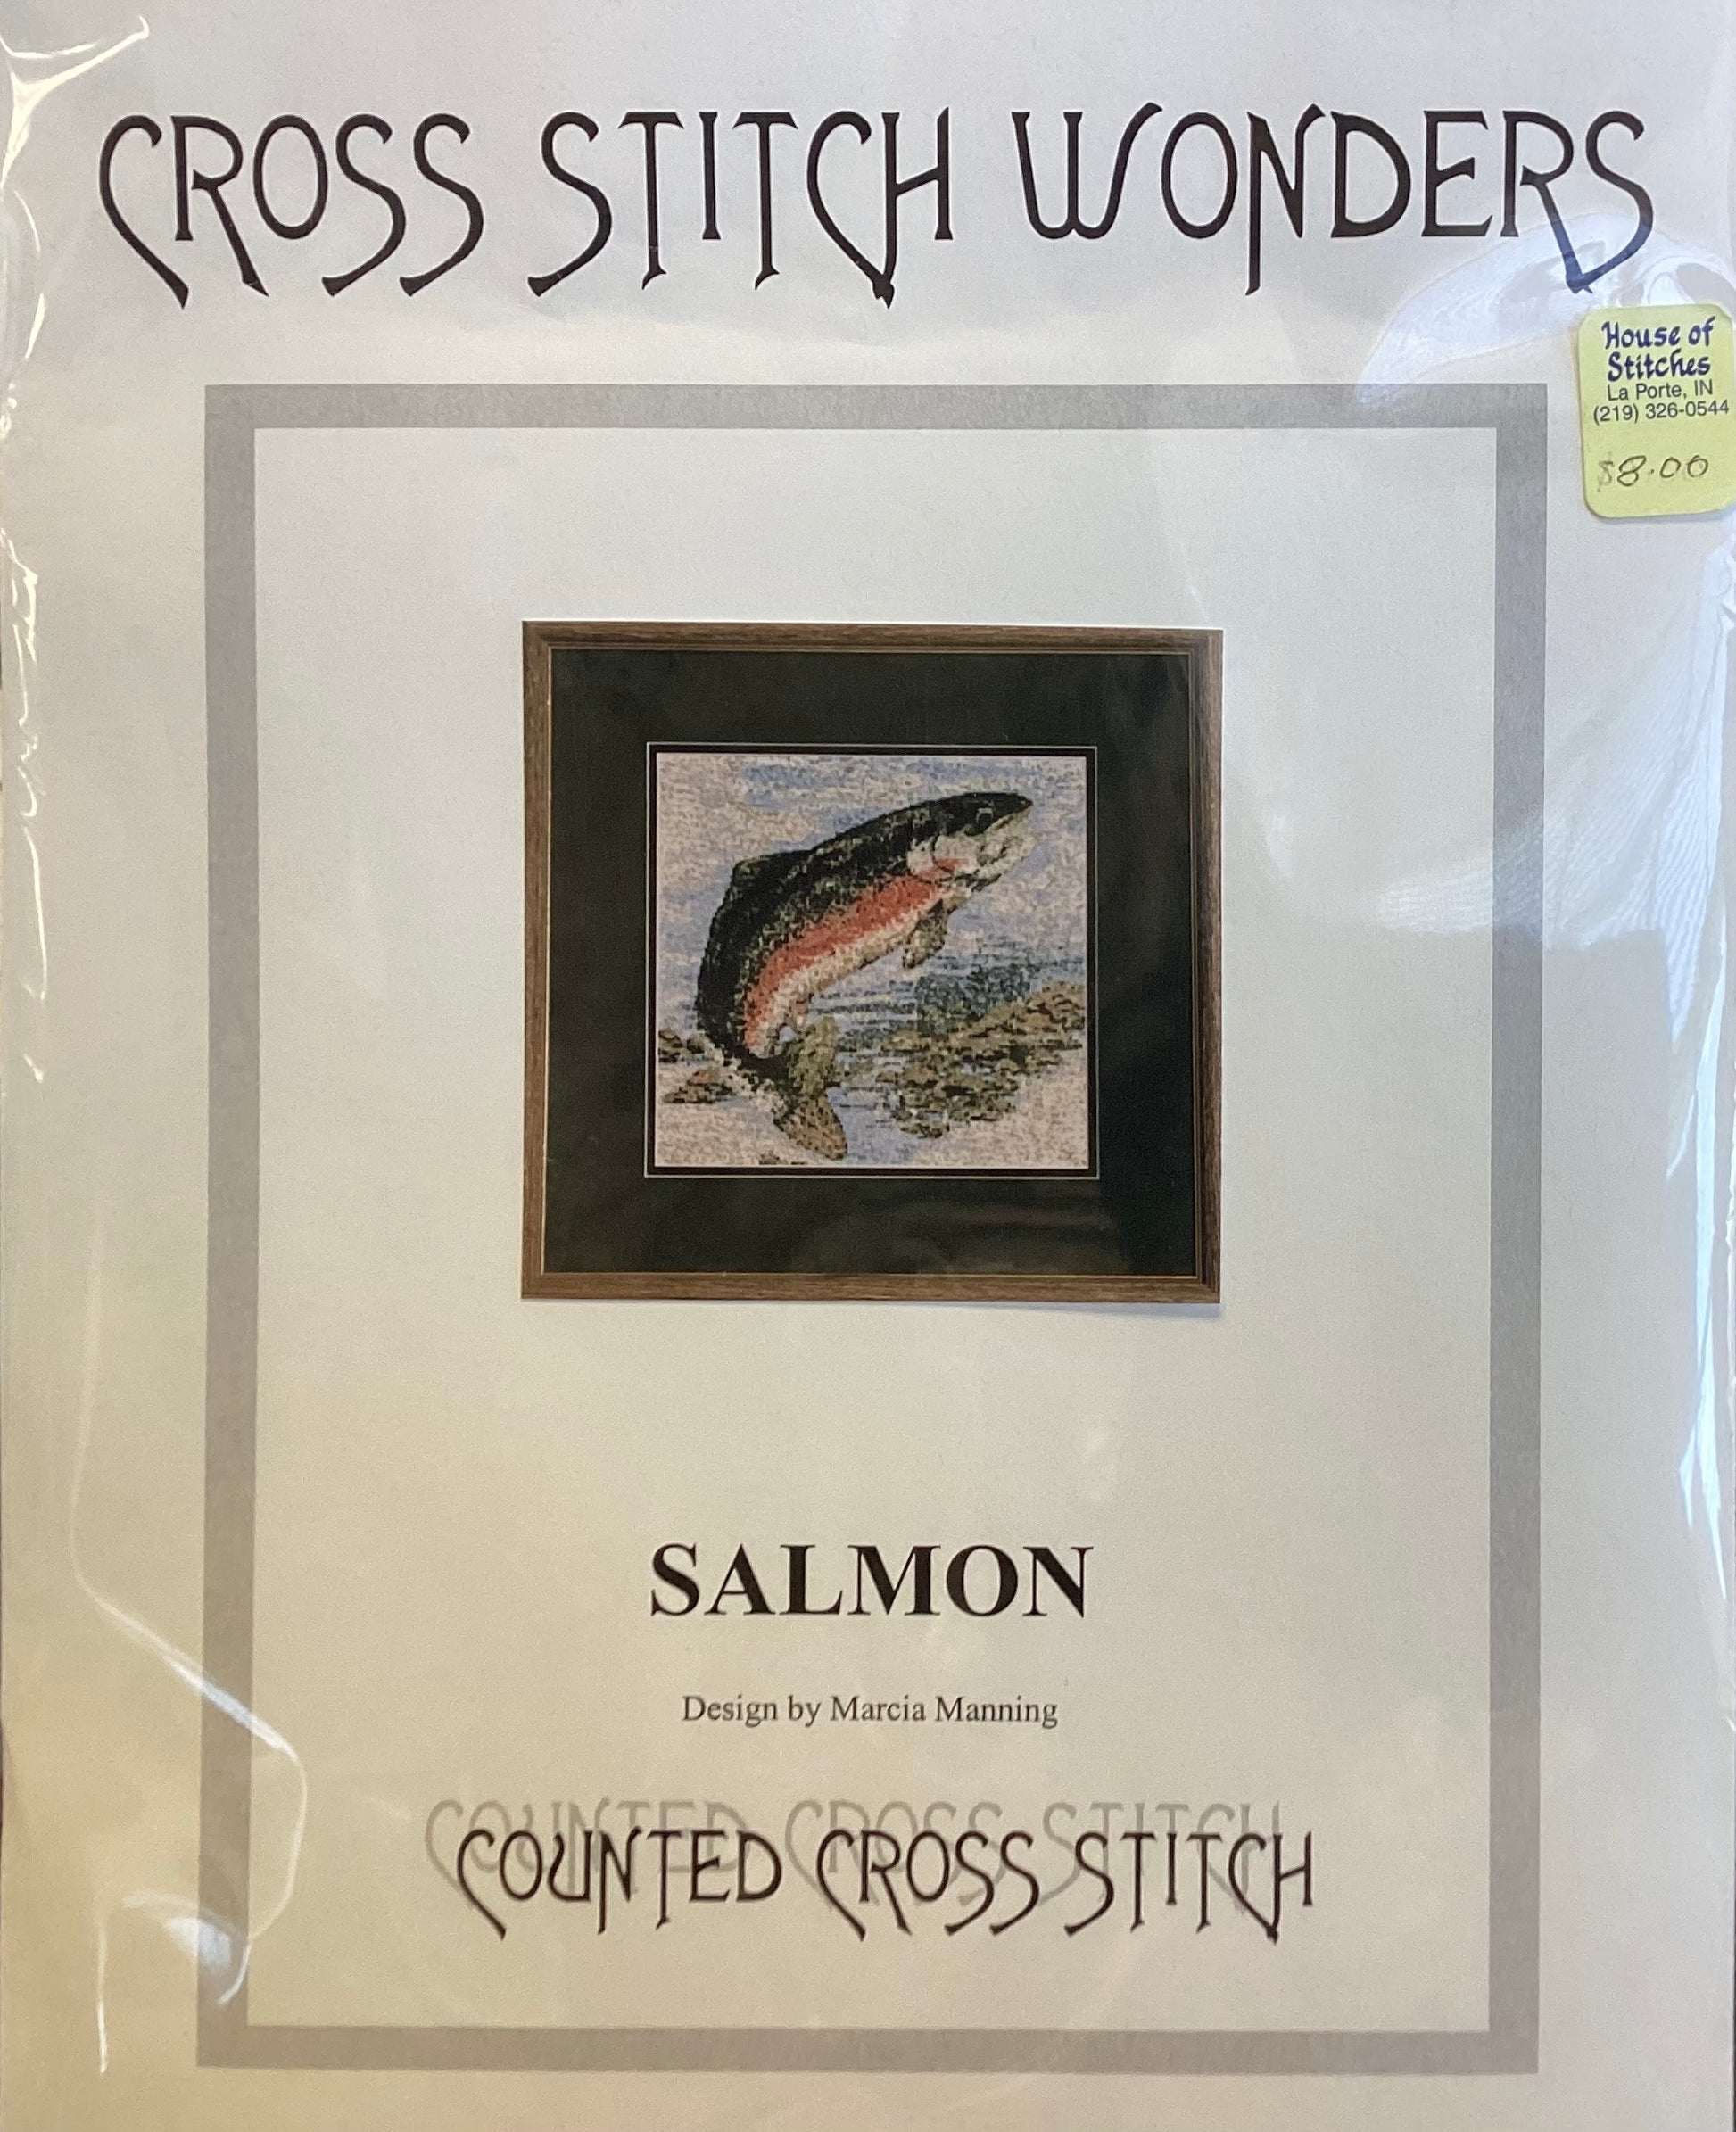 CROSS STITCH WONDERS
House of
Stitches
La Porte, IN
(219) 326-0544
$8.00
SALMON
Design by Marcia Manning
COUNTED CROSS STITCH